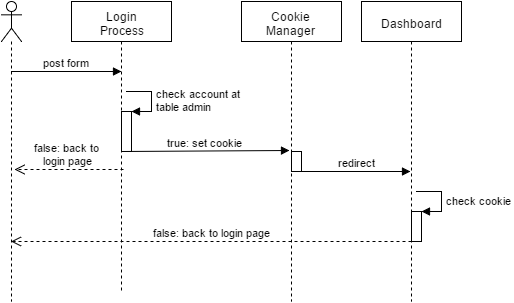 Login
Process
Cookie
Manager
Dashboard
post form
check account at
table admin
false: back to
login page
true: set cookie
redirect
check cookie
false: back to login page